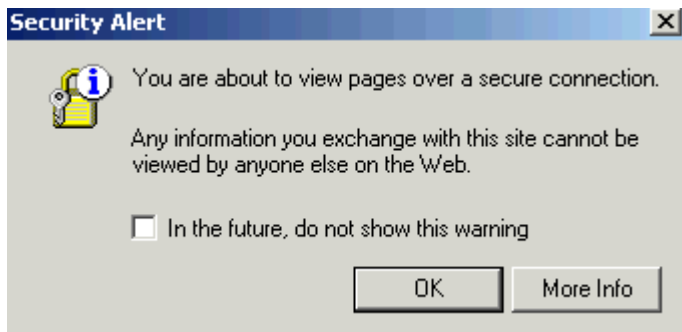 Security Alert
You are about to view pages over a secure connection.
Any information you exchange with this site cannot be
viewed by anyone else on the Web.
In the future, do not show this warning
OK More Info